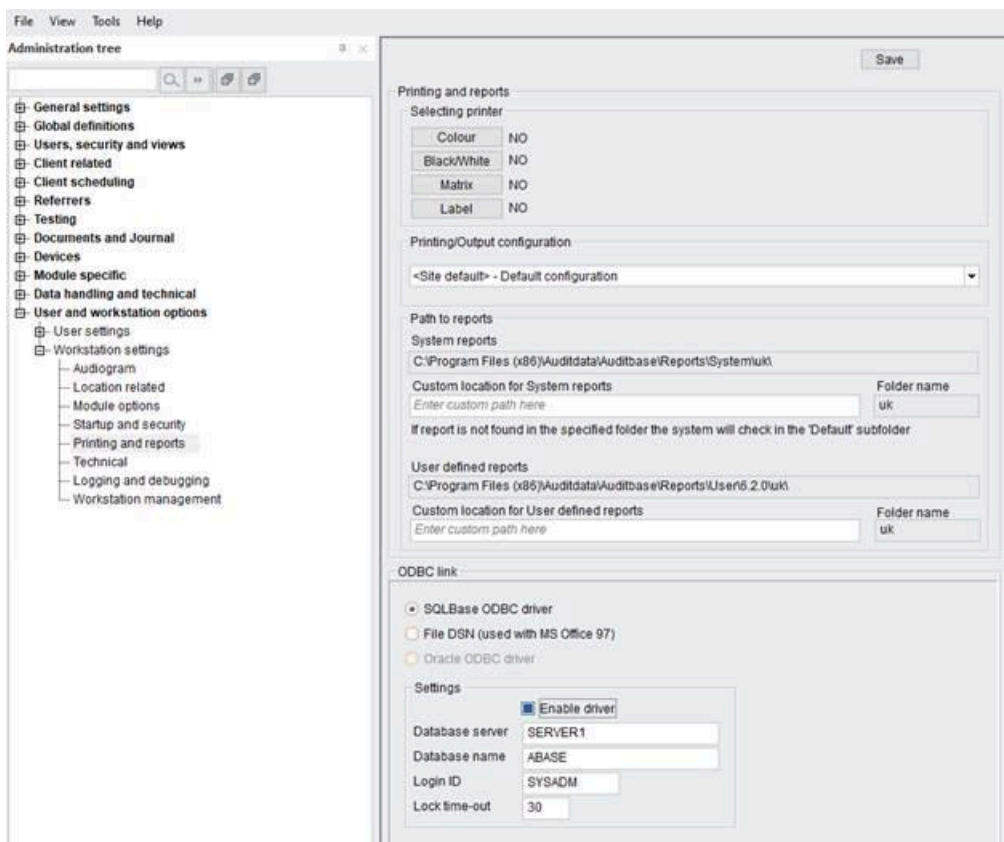 File View Tools Help
Administration tree
General settings
Global definitions
Users, security and views
Client related
Client scheduling
Referrers
Testing
Documents and Journal
Devices
Module specific
Data handling and technical
User and workstation options
User settings
Workstation settings
Audiogram
Location related
Module options
Startup and security
Printing and reports
Technical
Logging and debugging
Workstation management
Save
Printing and reports
Selecting printer
Colour NO
Black/White NO
Matrix NO
Label NO
Printing/Output configuration
<Site default> - Default configuration
Path to reports
System reports
C:\Program Files (x86)\Auditdata\Auditbase\Reports\System\uk\
Custom location for System reports Folder name
Enter custom path here uk
If report is not found in the specified folder the system will check in the 'Default' subfolder
User defined reports
C:\Program Files (x86)\Auditdata\Auditbase\Reports\User\6.2.0\uk\
Custom location for User defined reports Folder name
Enter custom path here uk
ODBC link
SQLBase ODBC driver
File DSN (used with MS Office 97)
Oracle ODBC driver
Settings
Enable driver
Database server SERVER1
Database name ABASE
Login ID SYSADM
Lock time-out 30